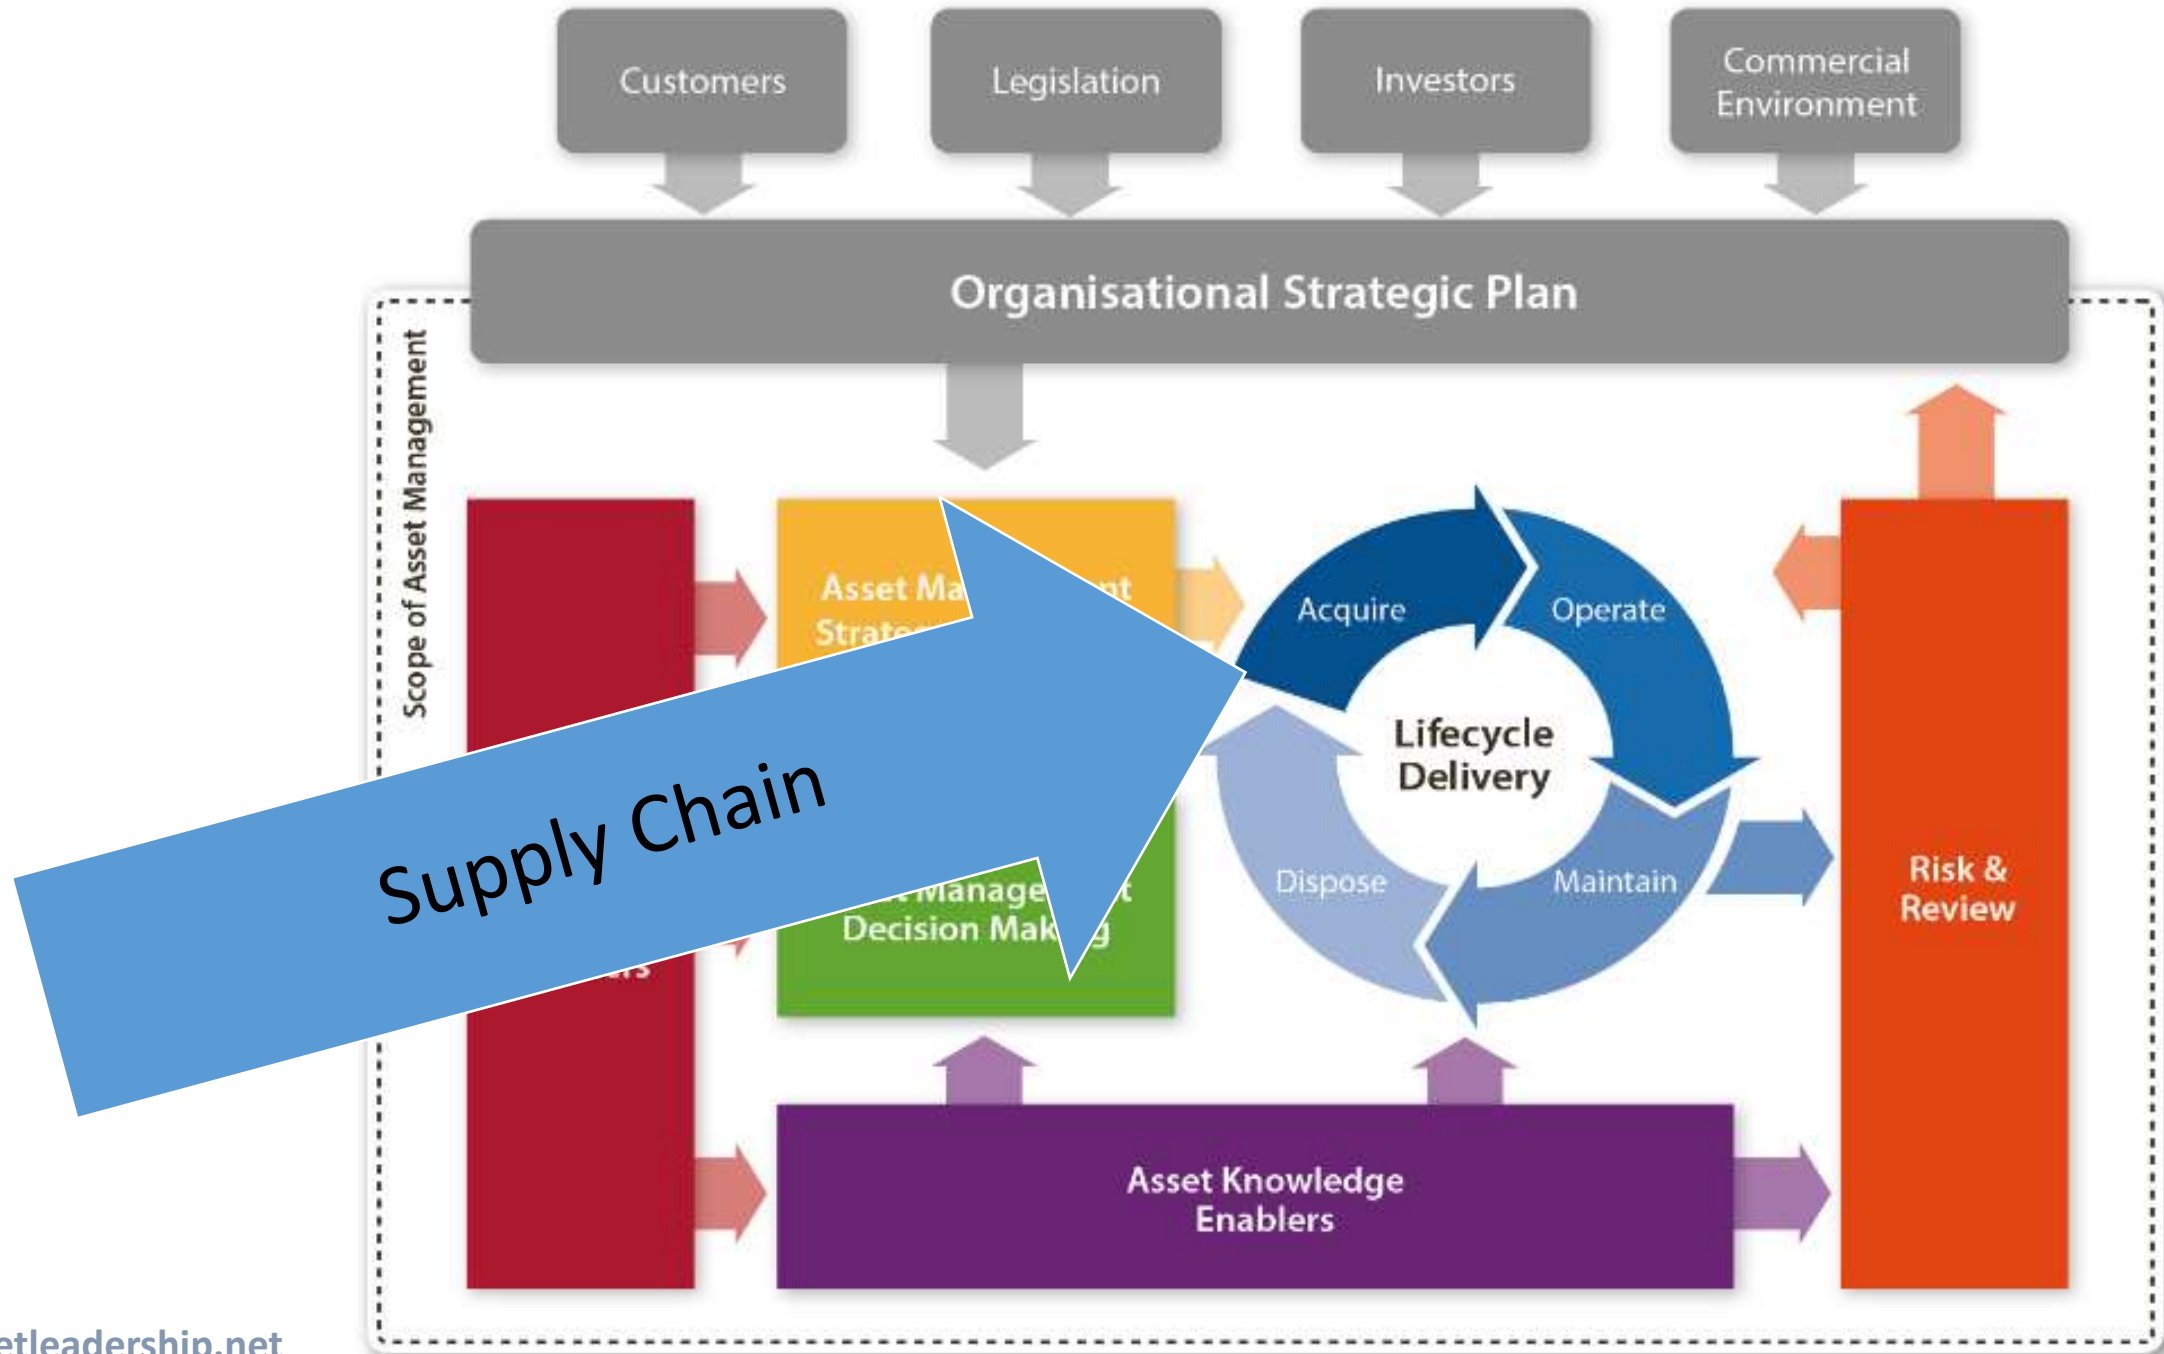 Customers
Legislation
Investors
Commercial
Environment
Organisational Strategic Plan
Scope of Asset Management
Asset
Acquire
Operate
Lifecycle
Delivery
Supply Chain
Dispose
Maintain
Decision
Risk &
Review
Asset Knowledge
Enablers
etleadership.net